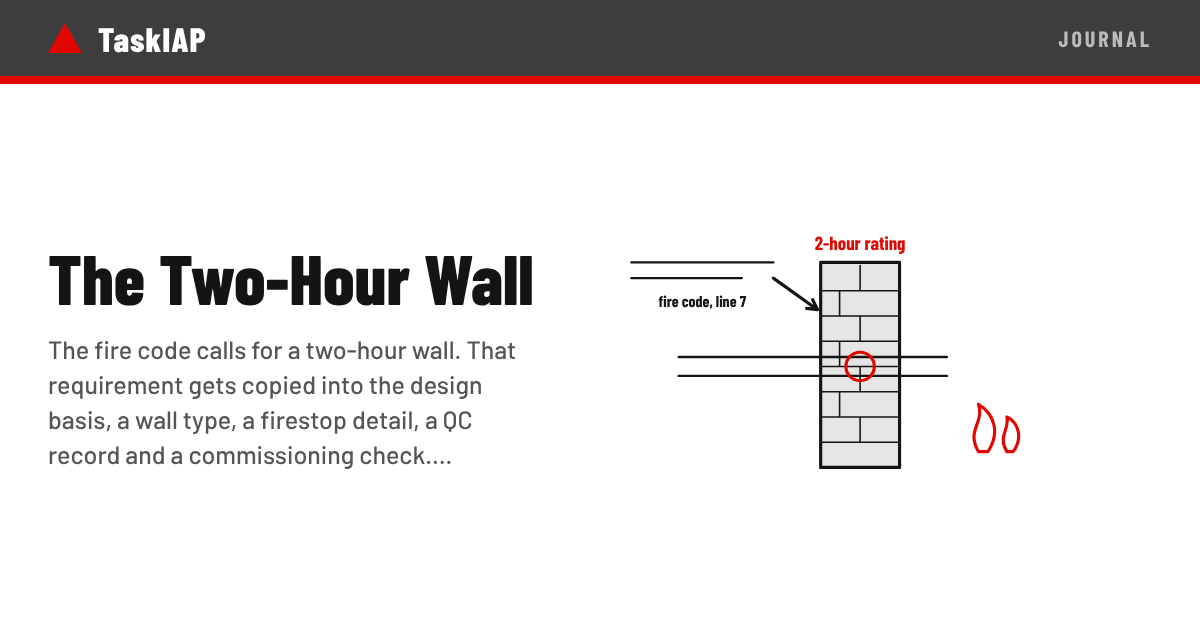 TaskIAP
JOURNAL
The Two-Hour Wall
The fire code calls for a two-hour wall. That
requirement gets copied into the design
basis, a wall type, a firestop detail, a QC
record and a commissioning check....
2-hour rating
fire code, line 7